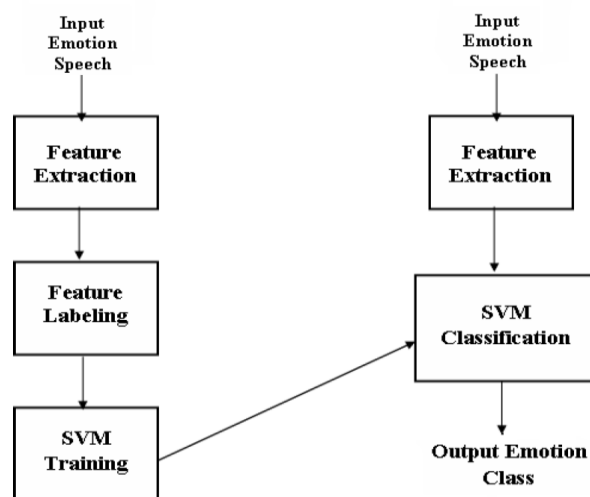 Input
Emotion
Speech
Feature
Extraction
Feature
Labeling
SVM
Training
Input
Emotion
Speech
Feature
Extraction
SVM
Classification
Output Emotion
Class